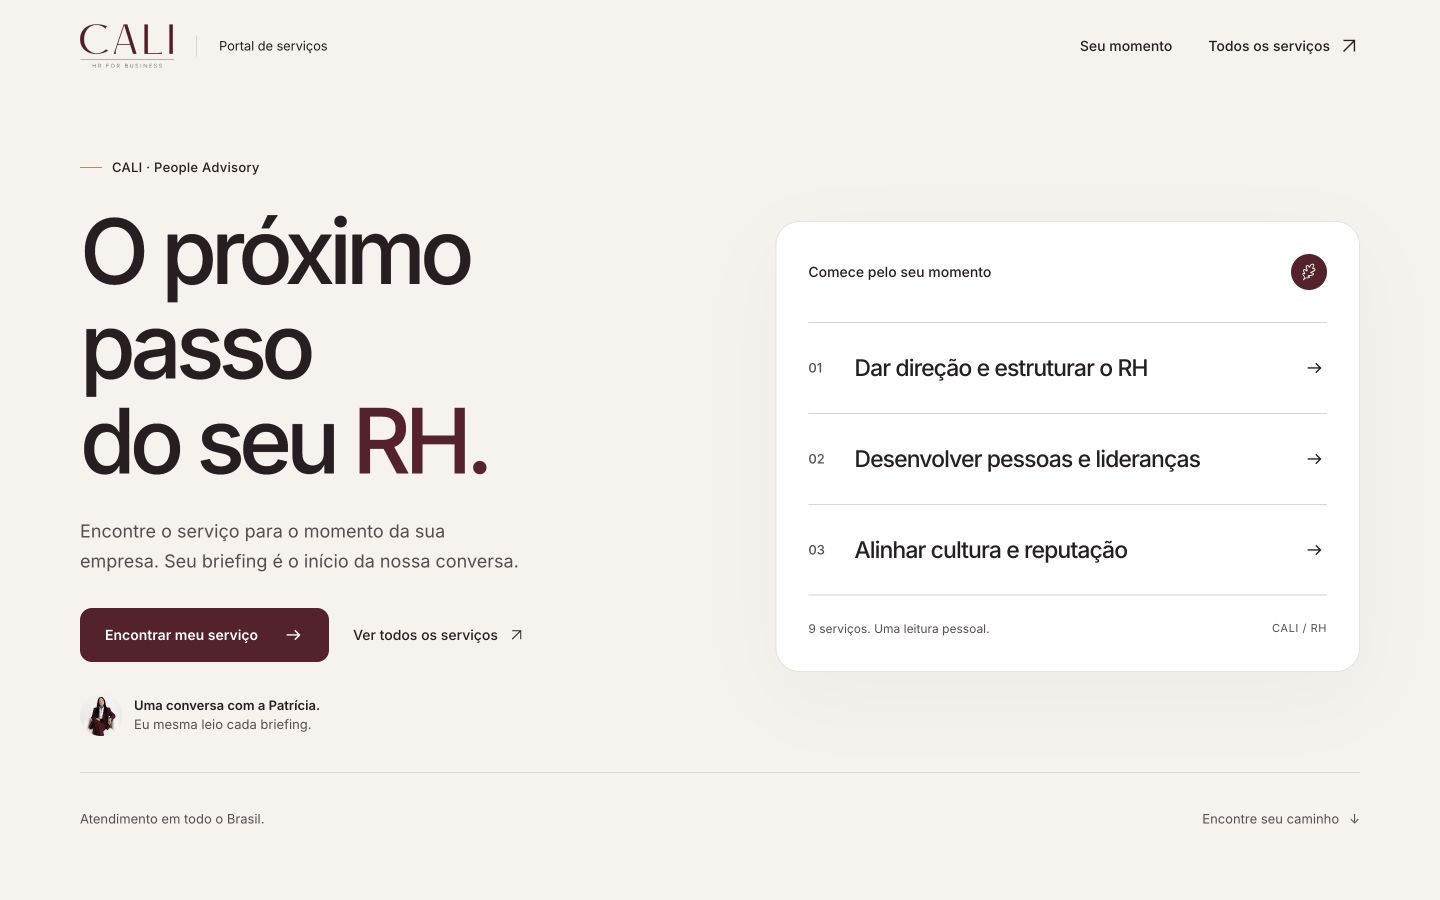 CALI
HR FOR BUSINESS
Portal de serviços
Seu momento
Todos os serviços
CALI · People Advisory
O próximo
passo
do seu RH.
Encontre o serviço para o momento da sua
empresa. Seu briefing é o início da nossa conversa.
Encontrar meu serviço
Ver todos os serviços
Uma conversa com a Patrícia.
Eu mesma leio cada briefing.
Comece pelo seu momento
01 Dar direção e estruturar o RH
02 Desenvolver pessoas e lideranças
03 Alinhar cultura e reputação
9 serviços. Uma leitura pessoal.
CALI / RH
Atendimento em todo o Brasil.
Encontre seu caminho